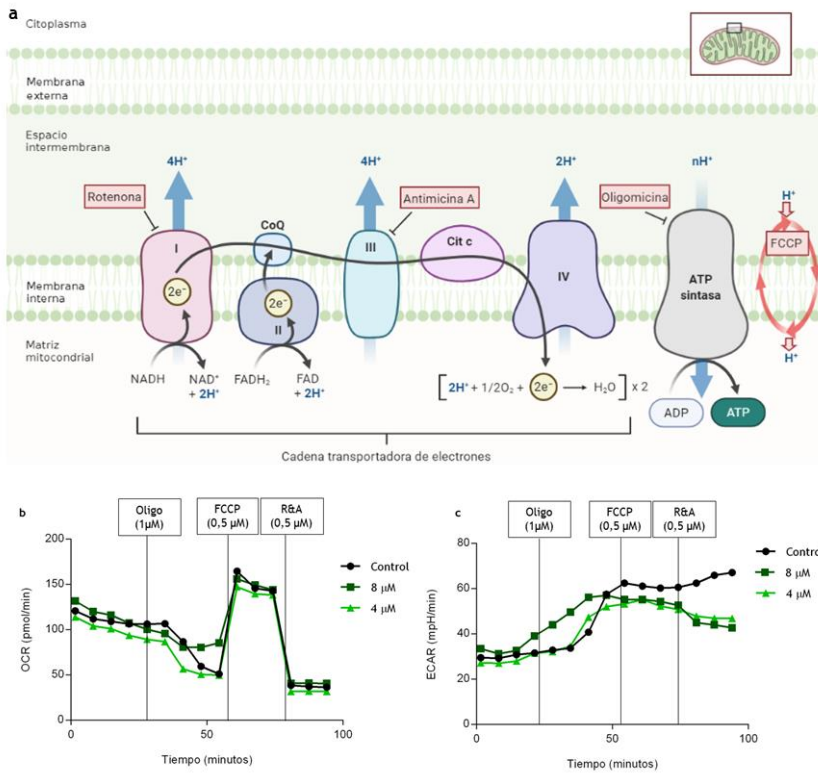 a
Citoplasma
Membrana
externa
Espacio
intermembrana
4H⁺
4H⁺
2H⁺
nH⁺
Rotenona
Antimicina A
Oligomicina
H⁺
CoQ
FCCP
I
III
Cit c
IV
ATP
sintasa
Membrana
interna
2e⁻
2e⁻
II
Matriz
mitocondrial
H⁺
NADH
NAD⁺
+ 2H⁺
FADH₂
FAD
+ 2H⁺
[2H⁺ + 1/2O₂ + 2e⁻ → H₂O] x 2
ADP
ATP
Cadena transportadora de electrones
b
Oligo
(1μM)
FCCP
(0,5 μM)
R&A
(0,5 μM)
200
150
100
50
0
OCR (pmol/min)
0
50
100
Tiempo (minutos)
Control
8 μM
4 μM
c
Oligo
(1μM)
FCCP
(0,5 μM)
R&A
(0,5 μM)
80
60
40
20
0
ECAR (mpH/min)
0
50
100
Tiempo (minutos)
Contro
8 μM
4 μM